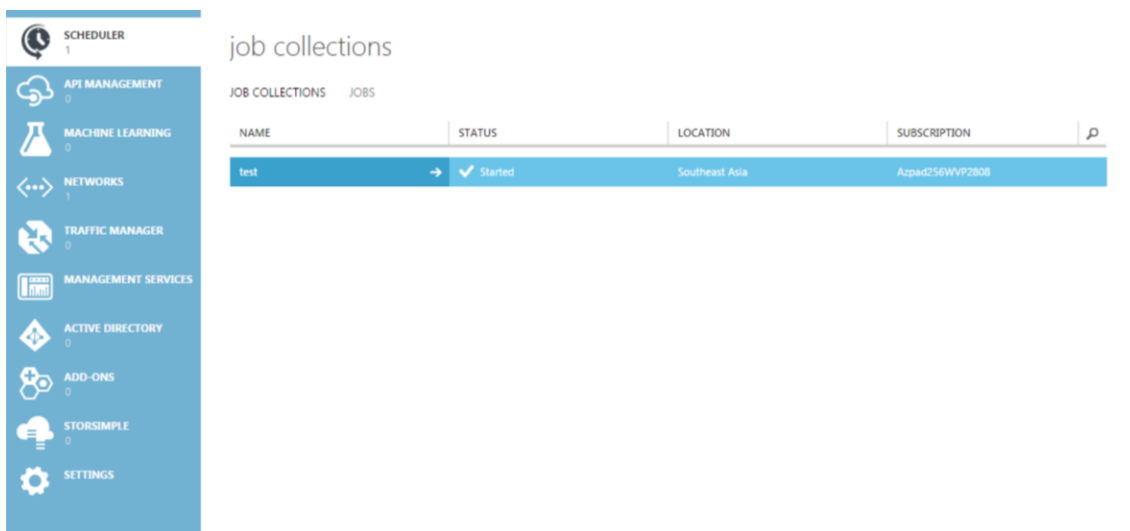 SCHEDULER
1
API MANAGEMENT
0
MACHINE LEARNING
0
NETWORKS
1
TRAFFIC MANAGER
0
MANAGEMENT SERVICES
ACTIVE DIRECTORY
0
ADD-ONS
0
STORSIMPLE
0
SETTINGS
job collections
JOB COLLECTIONS JOBS
NAME STATUS LOCATION SUBSCRIPTION
test Started Southeast Asia Azpad256WVP2808